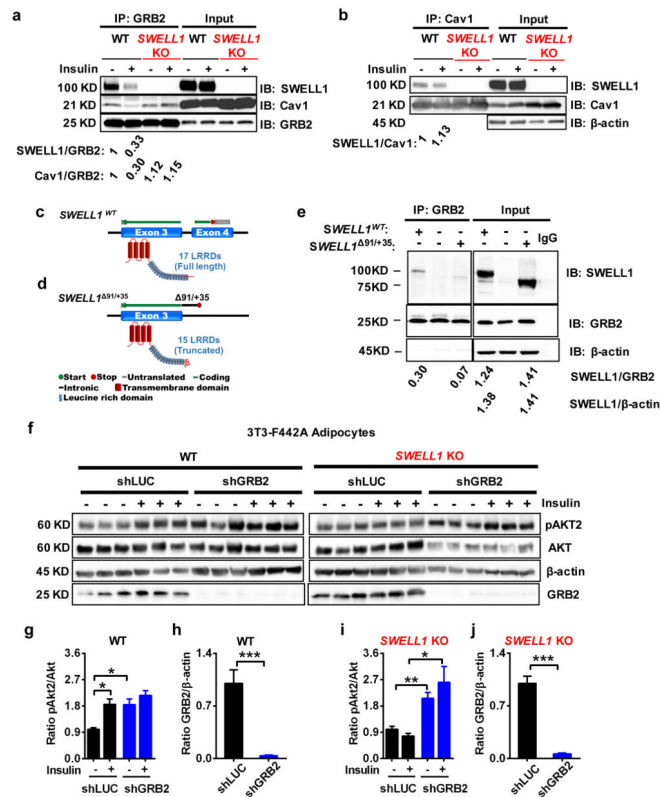 a
IP: GRB2 Input
WT SWELL1 KO WT SWELL1 KO
Insulin - + - + - + - +
100 KD IB: SWELL1
21 KD IB: Cav1
25 KD IB: GRB2
SWELL1/GRB2 1 0.33
Cav1/GRB2 1 0.30 1.12 1.15
b
IP: Cav1 Input
WT SWELL1 KO WT SWELL1 KO
Insulin - + - + - + - +
100 KD IB: SWELL1
21 KD IB: Cav1
45 KD IB: β-actin
SWELL1/Cav1 1 1.13
c
SWELL1 WT
Exon 3 Exon 4
17 LRRDs
(Full length)
d
SWELL1 Δ91/+35 Δ91/+35
Exon 3
15 LRRDs
(Truncated)
Start Stop Untranslated Coding
Intronic Transmembrane domain
Leucine rich domain
e
IP: GRB2 Input
SWELL1WT: + - - + - -
SWELL1Δ91/+35: - - + - - + IgG
100KD
75KD
IB: SWELL1
25KD IB: GRB2
45KD IB: β-actin
0.30 0.07 1.24 1.41 SWELL1/GRB2
1.38 1.41 SWELL1/β-actin
f
3T3-F442A Adipocytes
WT SWELL1 KO
shLUC shGRB2 shLUC shGRB2
- - - + + + - - - + + + - - - + + + - - - + + + Insulin
60 KD pAKT2
60 KD AKT
45 KD β-actin
25 KD GRB2
g
WT
Ratio pAkt2/Akt
3.6
2.7
1.8
0.9
0.0
*
*
Insulin - + - +
shLUC shGRB2
h
WT
Ratio GRB2/β-actin
1.4
0.7
0.0
***
shLUC
shGRB2
i
SWELL1 KO
Ratio pAkt2/Akt
3.6
2.7
1.8
0.9
0.0
*
**
Insulin - + - +
shLUC shGRB2
j
SWELL1 KO
Ratio GRB2/β-actin
1.4
0.7
0.0
***
shLUC
shGRB2